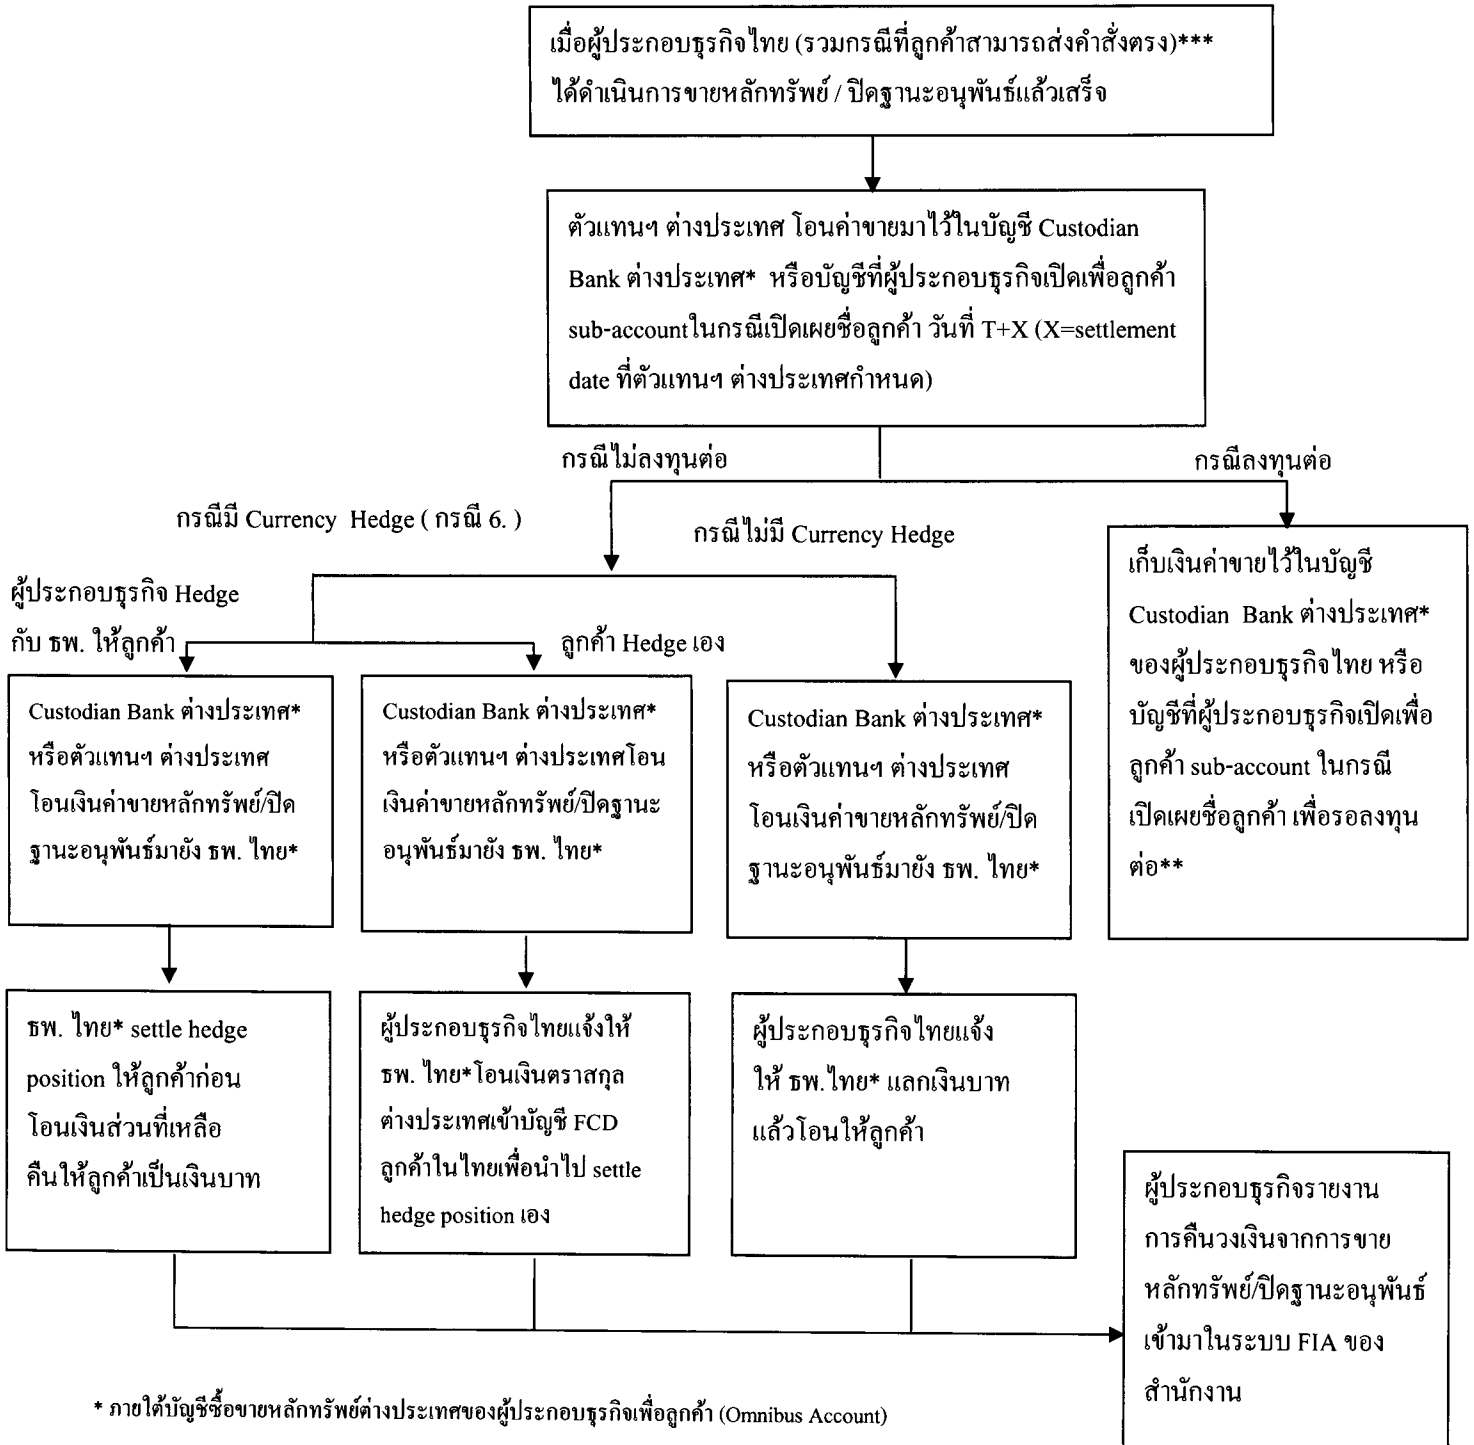 เมื่อผู้ประกอบธุรกิจไทย (รวมกรณีที่ลูกค้าสามารถส่งคำสั่งตรง)***
ได้ดำเนินการขายหลักทรัพย์ / ปิดฐานะอนุพันธ์แล้วเสร็จ
ตัวแทนฯ ต่างประเทศ โอนค่าขายมาไว้ในบัญชี Custodian
Bank ต่างประเทศ* หรือบัญชีที่ผู้ประกอบธุรกิจเปิดเพื่อลูกค้า
sub-accountในกรณีเปิดเผยชื่อลูกค้า วันที่ T+X (X=settlement
date ที่ตัวแทนฯ ต่างประเทศกำหนด)
กรณีไม่ลงทุนต่อ
กรณีลงทุนต่อ
กรณีมี Currency Hedge ( กรณี 6. )
กรณีไม่มี Currency Hedge
ผู้ประกอบธุรกิจ Hedge
กับ ธพ. ให้ลูกค้า
ลูกค้า Hedge เอง
Custodian Bank ต่างประเทศ*
หรือตัวแทนฯ ต่างประเทศ
โอนเงินค่าขายหลักทรัพย์/ปิด
ฐานะอนุพันธ์มายัง ธพ. ไทย*
Custodian Bank ต่างประเทศ*
หรือตัวแทนฯ ต่างประเทศโอน
เงินค่าขายหลักทรัพย์/ปิดฐานะ
อนุพันธ์มายัง ธพ. ไทย*
Custodian Bank ต่างประเทศ*
หรือตัวแทนฯ ต่างประเทศ
โอนเงินค่าขายหลักทรัพย์/ปิด
ฐานะอนุพันธ์มายัง ธพ. ไทย*
เก็บเงินค่าขายไว้ในบัญชี
Custodian Bank ต่างประเทศ*
ของผู้ประกอบธุรกิจไทย หรือ
บัญชีที่ผู้ประกอบธุรกิจเปิดเพื่อ
ลูกค้า sub-account ในกรณี
เปิดเผยชื่อลูกค้า เพื่อรอลงทุน
ต่อ**
ธพ. ไทย* settle hedge
position ให้ลูกค้าก่อน
โอนเงินส่วนที่เหลือ
คืนให้ลูกค้าเป็นเงินบาท
ผู้ประกอบธุรกิจไทยแจ้งให้
ธพ. ไทย*โอนเงินตราสกุล
ต่างประเทศเข้าบัญชี FCD
ลูกค้าในไทยเพื่อนำไป settle
hedge position เอง
ผู้ประกอบธุรกิจไทยแจ้ง
ให้ ธพ.ไทย* แลกเงินบาท
แล้วโอนให้ลูกค้า
ผู้ประกอบธุรกิจรายงาน
การคืนวงเงินจากการขาย
หลักทรัพย์/ปิดฐานะอนุพันธ์
เข้ามาในระบบ FIA ของ
สำนักงาน
* ภายใต้บัญชีซื้อขายหลักทรัพย์ต่างประเทศของผู้ประกอบธุรกิจเพื่อลูกค้า (Omnibus Account)